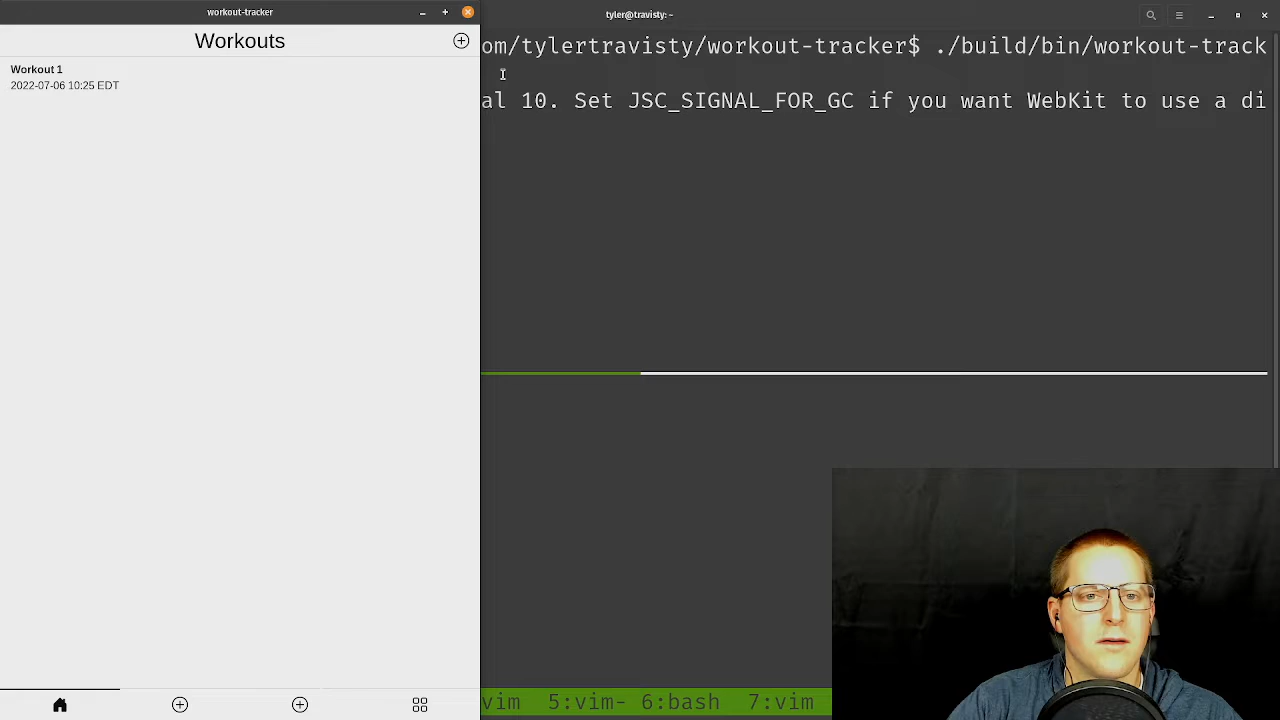 workout-tracker
Workouts
Workout 1
2022-07-06 10:25 EDT
tyler@travisty: ~
om/tylertravisty/workout-tracker$ ./build/bin/workout-track
al 10. Set JSC_SIGNAL_FOR_GC if you want WebKit to use a di
vim 5:vim- 6:bash 7:vim